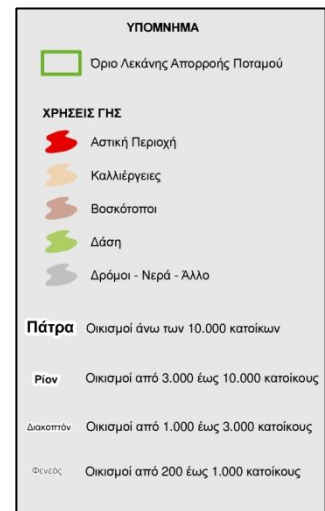 ΥΠΟΜΝΗΜΑ
Όριο Λεκάνης Απορροής Ποταμού
ΧΡΗΣΕΙΣ ΓΗΣ
Αστική Περιοχή
Καλλιέργειες
Βοσκότοποι
Δάση
Δρόμοι - Νερά - Άλλο
Πάτρα Οικισμοί άνω των 10.000 κατοίκων
Ρίον Οικισμοί από 3.000 έως 10.000 κατοίκους
Διακοπτόν Οικισμοί από 1.000 έως 3.000 κατοίκους
Φενεός Οικισμοί από 200 έως 1.000 κατοίκους